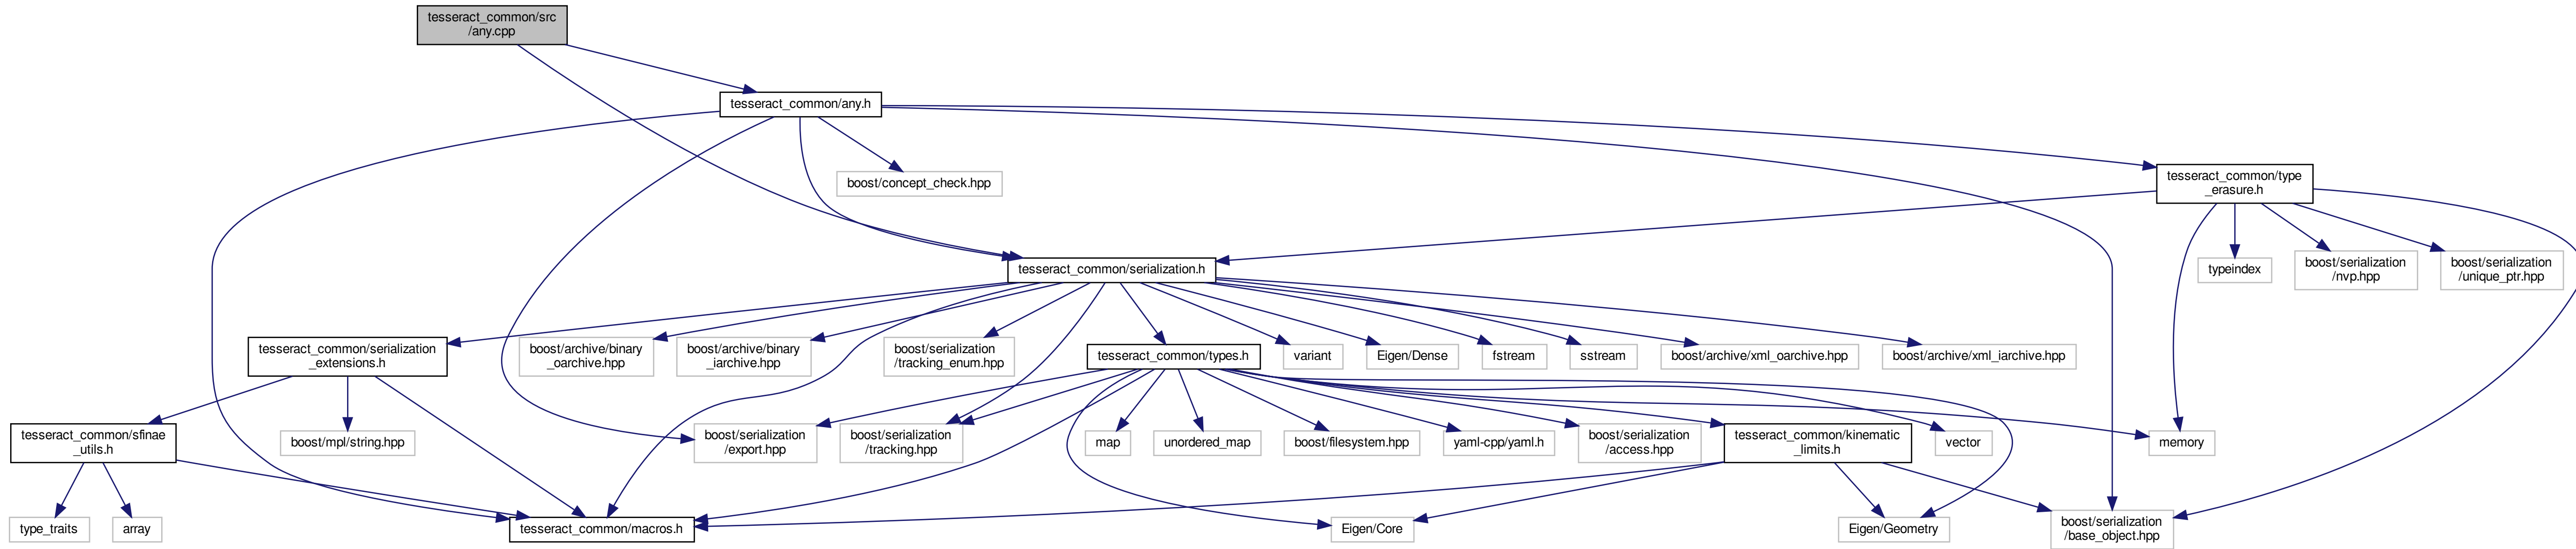 tesseract_common/src
/any.cpp
tesseract_common/any.h
boost/concept_check.hpp
tesseract_common/type
_erasure.h
tesseract_common/serialization.h
typeindex
boost/serialization
/nvp.hpp
boost/serialization
/unique_ptr.hpp
tesseract_common/serialization
_extensions.h
boost/archive/binary
_oarchive.hpp
boost/archive/binary
_iarchive.hpp
boost/serialization
/tracking_enum.hpp
tesseract_common/types.h
variant
Eigen/Dense
fstream
sstream
boost/archive/xml_oarchive.hpp
boost/archive/xml_iarchive.hpp
tesseract_common/sfinae
_utils.h
boost/mpl/string.hpp
boost/serialization
/export.hpp
boost/serialization
/tracking.hpp
map
unordered_map
boost/filesystem.hpp
yaml-cpp/yaml.h
boost/serialization
/access.hpp
tesseract_common/kinematic
_limits.h
vector
memory
type_traits
array
tesseract_common/macros.h
Eigen/Core
Eigen/Geometry
boost/serialization
/base_object.hpp